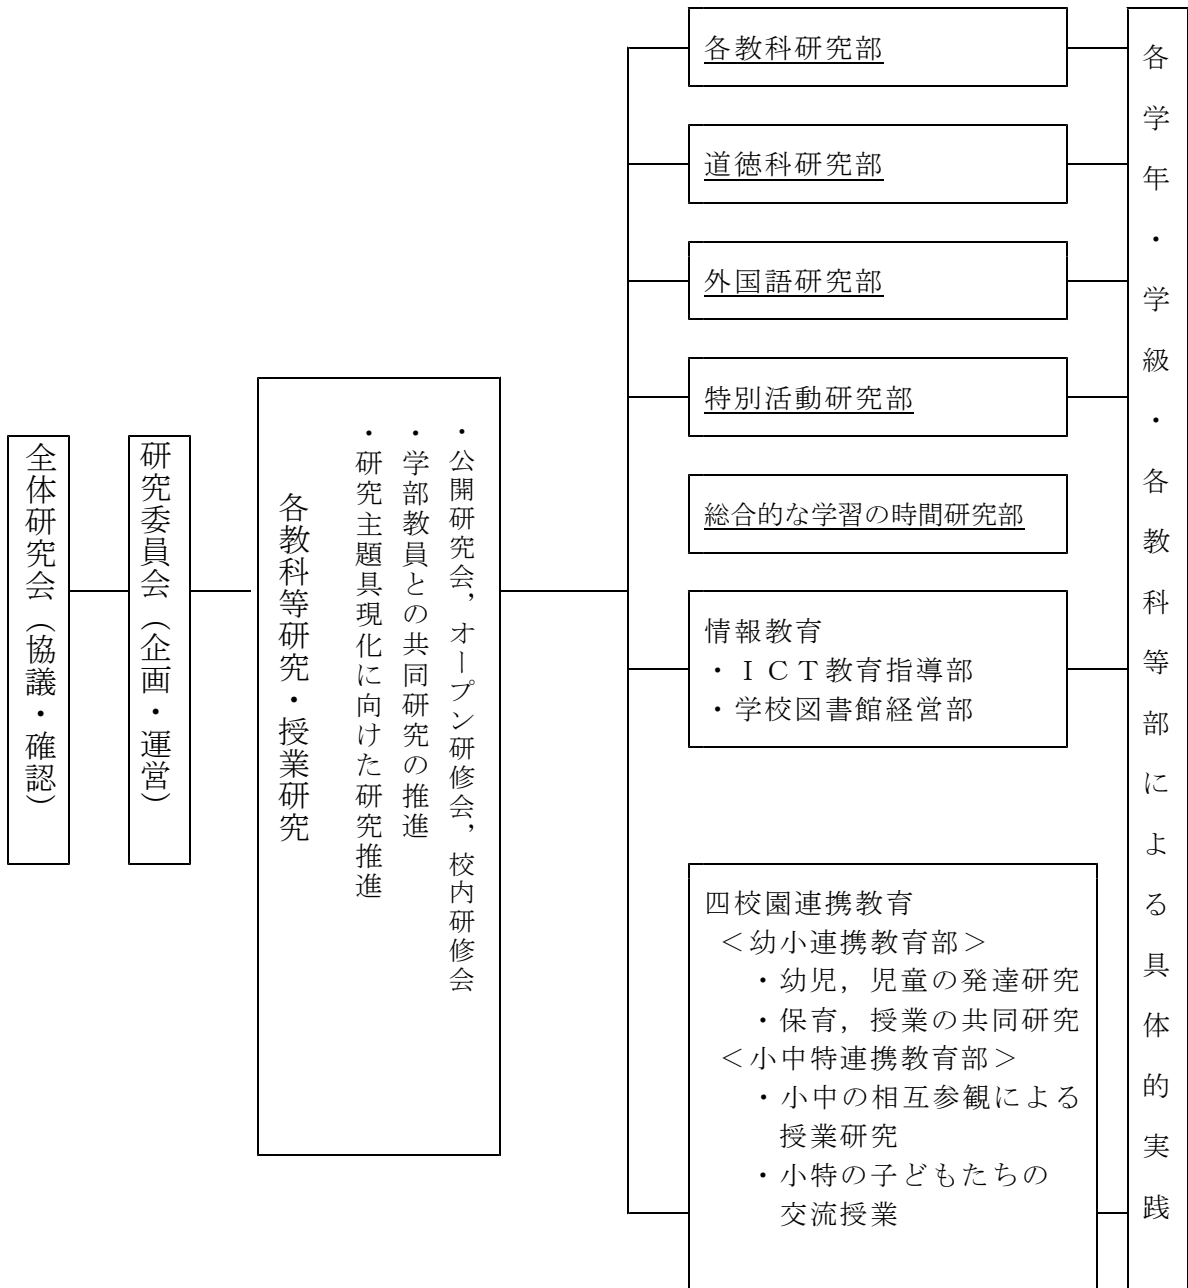 全体研究会（協議・確認）
研究委員会（企画・運営）
各教科等研究・授業研究
・研究主題具現化に向けた研究推進
・学部教員との共同研究の推進
・公開研究会，オープン研修会，校内研修会
各教科研究部
道徳科研究部
外国語研究部
特別活動研究部
総合的な学習の時間研究部
情報教育
・ＩＣＴ教育指導部
・学校図書館経営部
四校園連携教育
＜幼小連携教育部＞
・幼児，児童の発達研究
・保育，授業の共同研究
＜小中特連携教育部＞
・小中の相互参観による
授業研究
・小特の子どもたちの
交流授業
各学年・学級・各教科等部による具体的実践